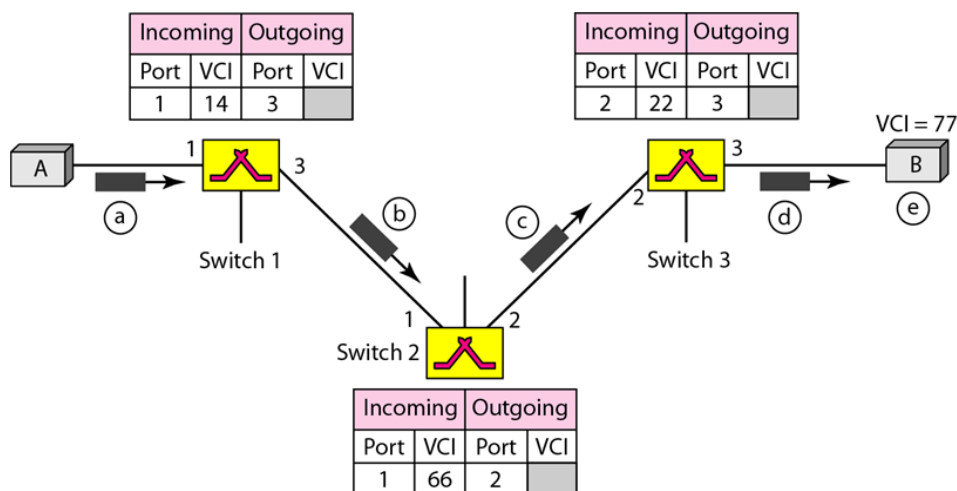 Incoming Outgoing
Port VCI Port VCI
1 14 3
Incoming Outgoing
Port VCI Port VCI
2 22 3
VCI = 77
A
1
3
a
Switch 1
b
c
2
3
d
B
e
Switch 3
1
2
Switch 2
Incoming Outgoing
Port VCI Port VCI
1 66 2